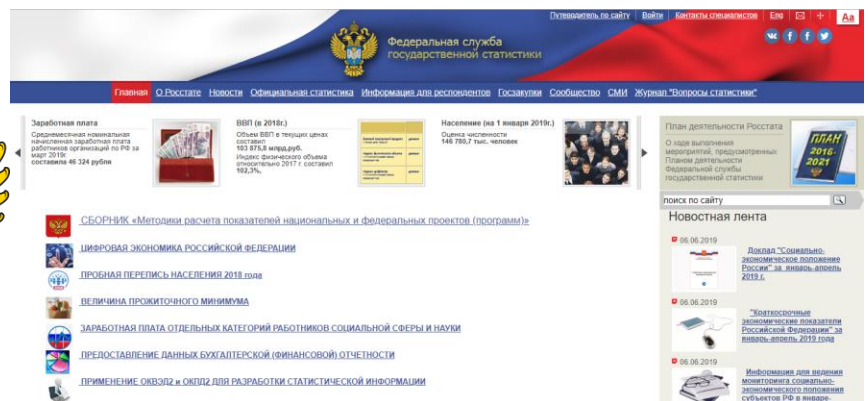 Путеводитель по сайту Войти Контакты специалистов Eng Aa
Федеральная служба
государственной статистики
Главная О Росстате Новости Официальная статистика Информация для респондентов Госзакупки Сообщество СМИ Журнал "Вопросы статистики"
Заработная плата
Среднемесячная номинальная
начисленная заработная плата
работников организаций по РФ за
март 2019г.
составила 46 324 рубля
ВВП (в 2018г.)
Объем ВВП в текущих ценах
составил
103 875,8 млрд.руб.
Индекс физического объема
относительно 2017 г. составил
102,3%.
Население (на 1 января 2019г.)
Оценка численности
146 780,7 тыс. человек
План деятельности Росстата
О ходе выполнения
мероприятий, предусмотренных
Планом деятельности
Федеральной службы
государственной статистики
ПЛАН
2018-
2021
поиск по сайту
Новостная лента
СБОРНИК «Методики расчета показателей национальных и федеральных проектов (программ)»
ЦИФРОВАЯ ЭКОНОМИКА РОССИЙСКОЙ ФЕДЕРАЦИИ
ПРОБНАЯ ПЕРЕПИСЬ НАСЕЛЕНИЯ 2018 года
ВЕЛИЧИНА ПРОЖИТОЧНОГО МИНИМУМА
ЗАРАБОТНАЯ ПЛАТА ОТДЕЛЬНЫХ КАТЕГОРИЙ РАБОТНИКОВ СОЦИАЛЬНОЙ СФЕРЫ И НАУКИ
ПРЕДОСТАВЛЕНИЕ ДАННЫХ БУХГАЛТЕРСКОЙ (ФИНАНСОВОЙ) ОТЧЕТНОСТИ
ПРИМЕНЕНИЕ ОКВЭД2 и ОКПД2 ДЛЯ РАЗРАБОТКИ СТАТИСТИЧЕСКОЙ ИНФОРМАЦИИ
06.06.2019
Доклад "Социально-
экономическое положение
России" за январь-апрель
2019 г.
06.06.2019
"Краткосрочные
экономические показатели
Российской Федерации" за
январь-апрель 2019 года
06.06.2019
Информация для ведения
мониторинга социально-
экономического положения
субъектов РФ в январе-